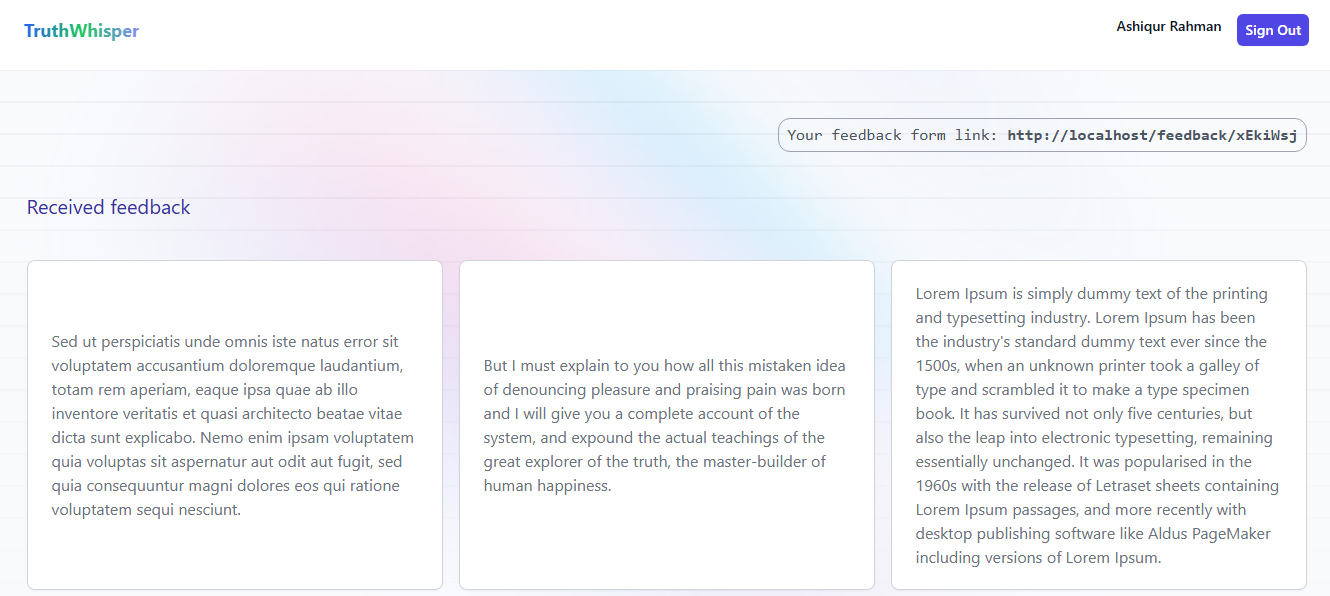 TruthWhisper
Ashiqur Rahman
Sign Out
Your feedback form link: http://localhost/feedback/xEkiWsj
Received feedback
Sed ut perspiciatis unde omnis iste natus error sit
voluptatem accusantium doloremque laudantium,
totam rem aperiam, eaque ipsa quae ab illo
inventore veritatis et quasi architecto beatae vitae
dicta sunt explicabo. Nemo enim ipsam voluptatem
quia voluptas sit aspernatur aut odit aut fugit, sed
quia consequuntur magni dolores eos qui ratione
voluptatem sequi nesciunt.
But I must explain to you how all this mistaken idea
of denouncing pleasure and praising pain was born
and I will give you a complete account of the
system, and expound the actual teachings of the
great explorer of the truth, the master-builder of
human happiness.
Lorem Ipsum is simply dummy text of the printing
and typesetting industry. Lorem Ipsum has been
the industry's standard dummy text ever since the
1500s, when an unknown printer took a galley of
type and scrambled it to make a type specimen
book. It has survived not only five centuries, but
also the leap into electronic typesetting, remaining
essentially unchanged. It was popularised in the
1960s with the release of Letraset sheets containing
Lorem Ipsum passages, and more recently with
desktop publishing software like Aldus PageMaker
including versions of Lorem Ipsum.